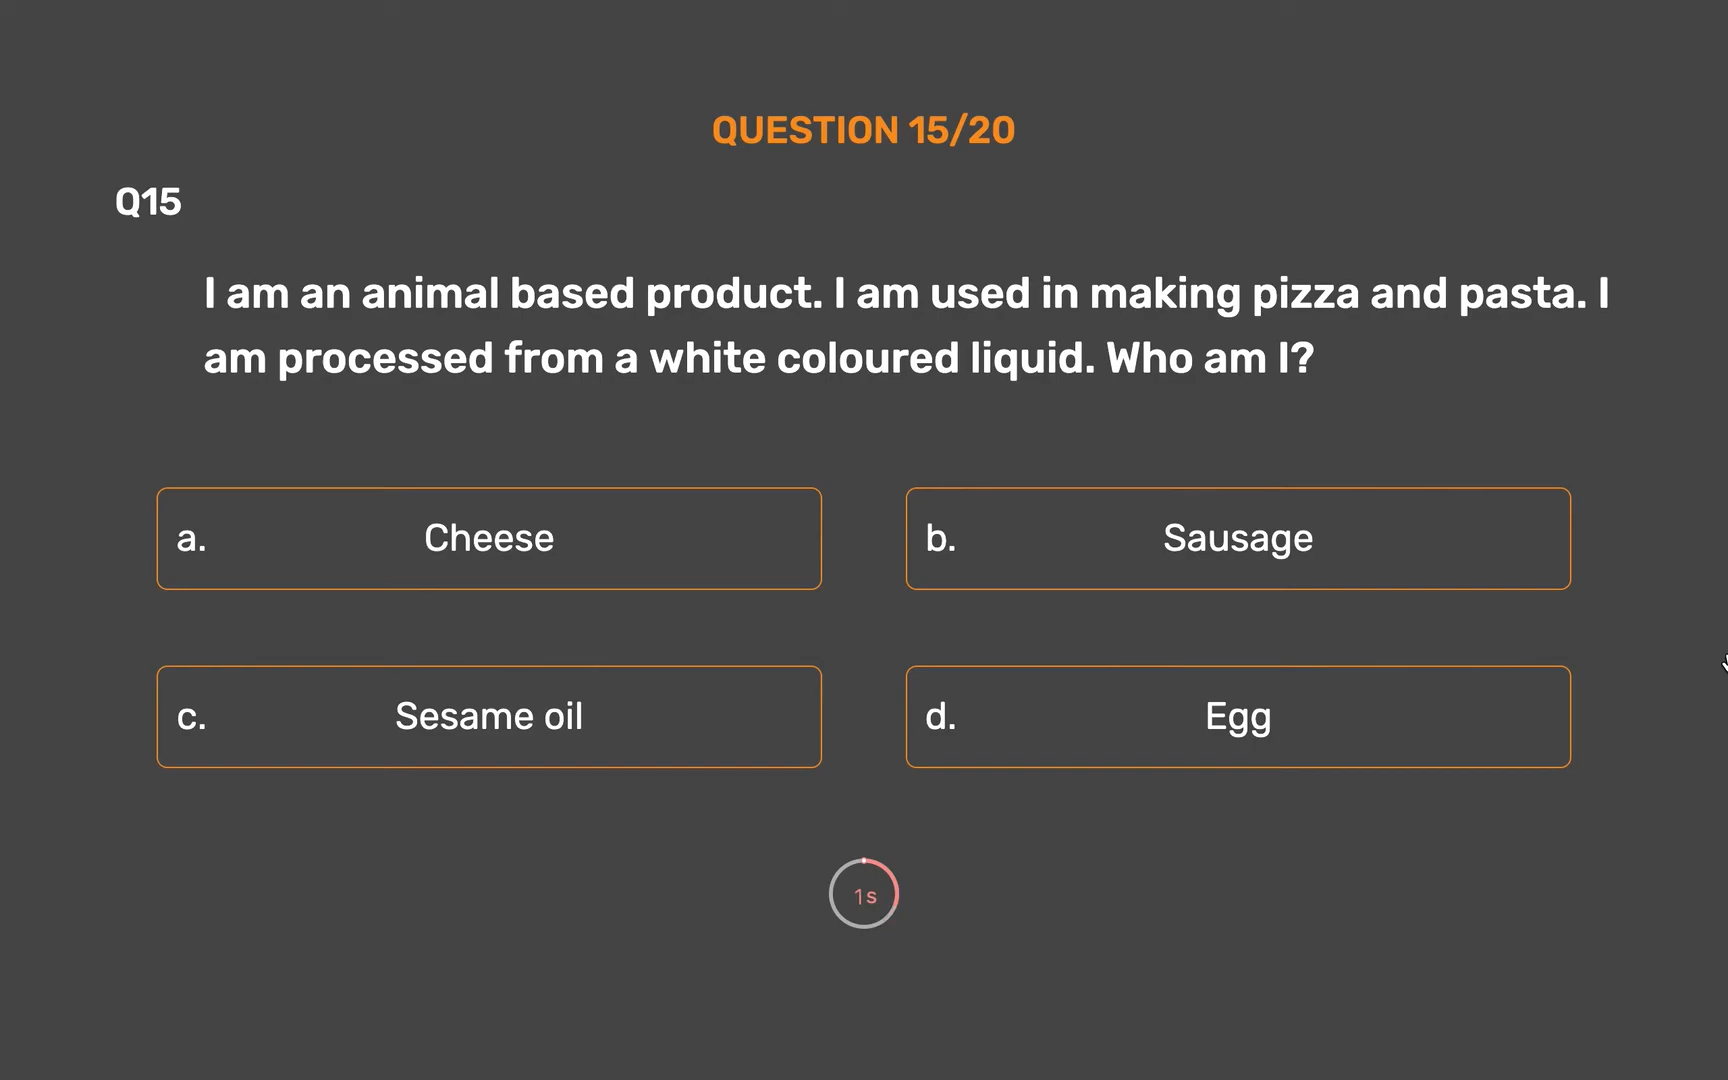 QUESTION 15/20
Q15
I am an animal based product. I am used in making pizza and pasta. I
am processed from a white coloured liquid. Who am I?
a. Cheese
b. Sausage
c. Sesame oil
d. Egg
1s